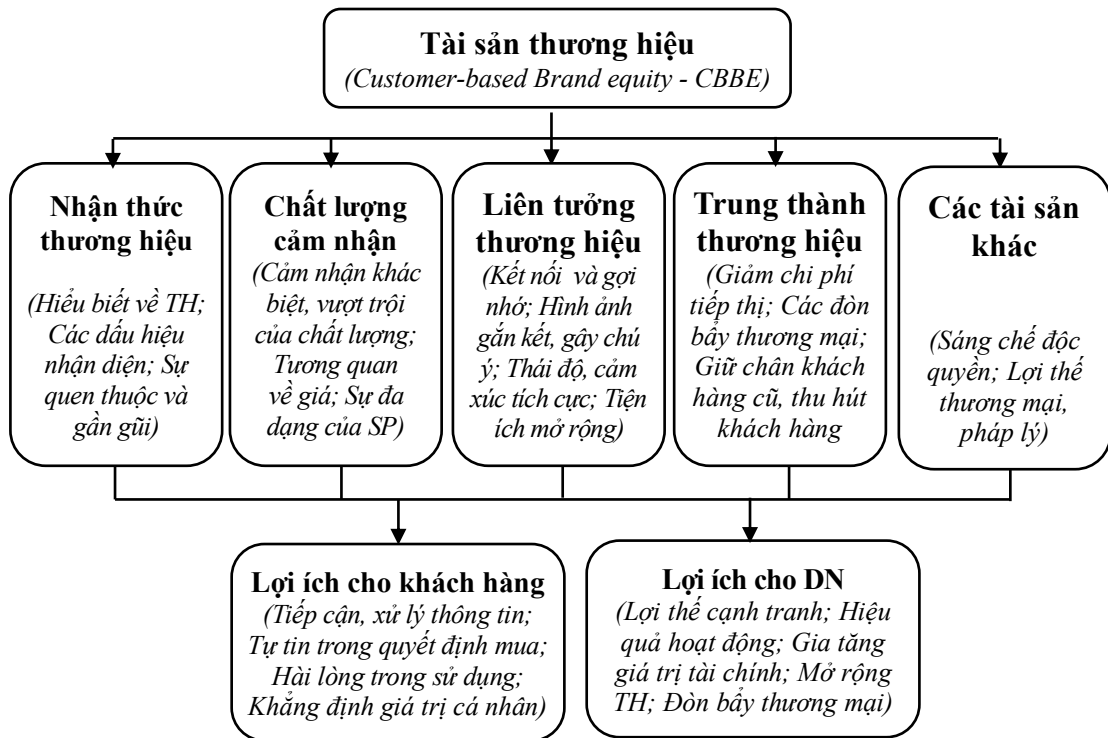 Tài sản thương hiệu
(Customer-based Brand equity - CBBE)
Nhận thức
thương hiệu
(Hiểu biết về TH;
Các dấu hiệu
nhận diện; Sự
quen thuộc và
gần gũi)
Chất lượng
cảm nhận
(Cảm nhận khác
biệt, vượt trội
của chất lượng;
Tương quan
về giá; Sự đa
dạng của SP)
Liên tưởng
thương hiệu
(Kết nối và gợi
nhớ; Hình ảnh
gắn kết, gây chú
ý; Thái độ, cảm
xúc tích cực; Tiện
ích mở rộng)
Trung thành
thương hiệu
(Giảm chi phí
tiếp thị; Các đòn
bẩy thương mại;
Giữ chân khách
hàng cũ, thu hút
khách hàng
Các tài sản
khác
(Sáng chế độc
quyền; Lợi thế
thương mại,
pháp lý)
Lợi ích cho khách hàng
(Tiếp cận, xử lý thông tin;
Tự tin trong quyết định mua;
Hài lòng trong sử dụng;
Khẳng định giá trị cá nhân)
Lợi ích cho DN
(Lợi thế cạnh tranh; Hiệu
quả hoạt động; Gia tăng
giá trị tài chính; Mở rộng
TH; Đòn bẩy thương mại)